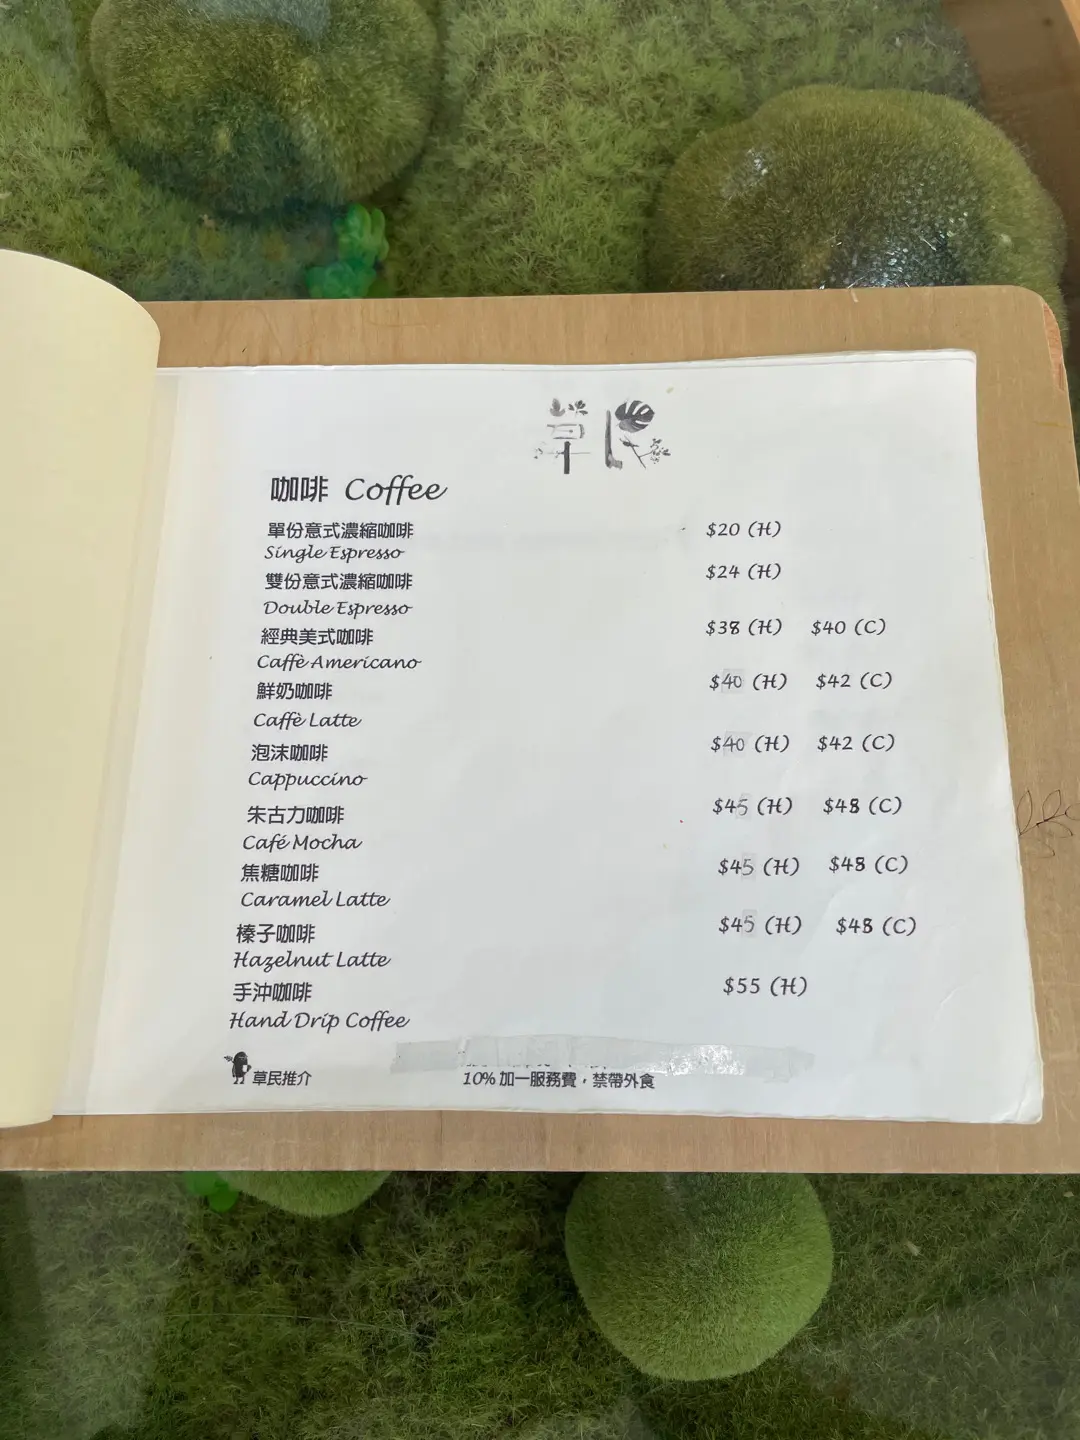 草民
咖啡 Coffee
單份意式濃縮咖啡 $20 (H)
Single Espresso
雙份意式濃縮咖啡 $24 (H)
Double Espresso
經典美式咖啡 $38 (H) $40 (C)
Caffè Americano
鮮奶咖啡 $40 (H) $42 (C)
Caffè Latte
泡沫咖啡 $40 (H) $42 (C)
Cappuccino
朱古力咖啡 $45 (H) $48 (C)
Café Mocha
焦糖咖啡 $45 (H) $48 (C)
Caramel Latte
榛子咖啡 $45 (H) $48 (C)
Hazelnut Latte
手沖咖啡 $55 (H)
Hand Drip Coffee
草民推介 10% 加一服務費，禁帶外食